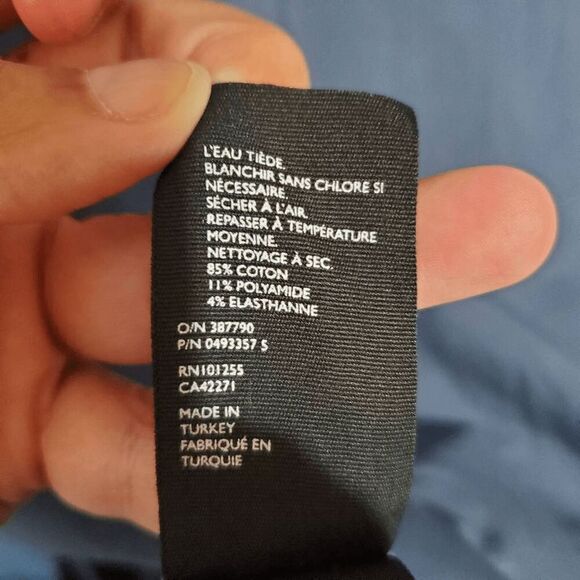 L'EAU TIÈDE.
BLANCHIR SANS CHLORE SI
NÉCESSAIRE.
SÉCHER À L'AIR.
REPASSER À TEMPÉRATURE
MOYENNE.
NETTOYAGE À SEC.
85% COTON
11% POLYAMIDE
4% ELASTHANNE
O/N 387790
P/N 0493357 S
RN101255
CA42271
MADE IN
TURKEY
FABRIQUÉ EN
TURQUIE